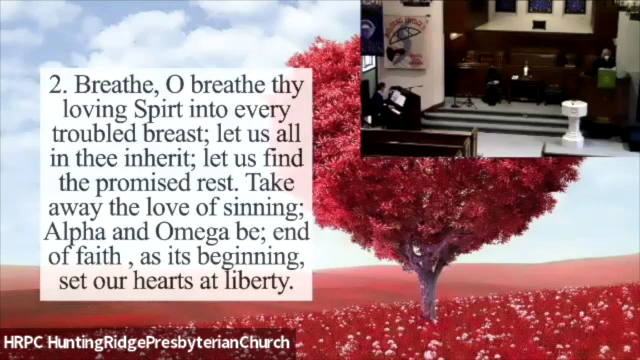 2. Breathe, O breathe thy
loving Spirt into every
troubled breast; let us all
in thee inherit; let us find
the promised rest. Take
away the love of sinning;
Alpha and Omega be; end
of faith , as its beginning,
set our hearts at liberty.
HRPC HuntingRidgePresbyterianChurch